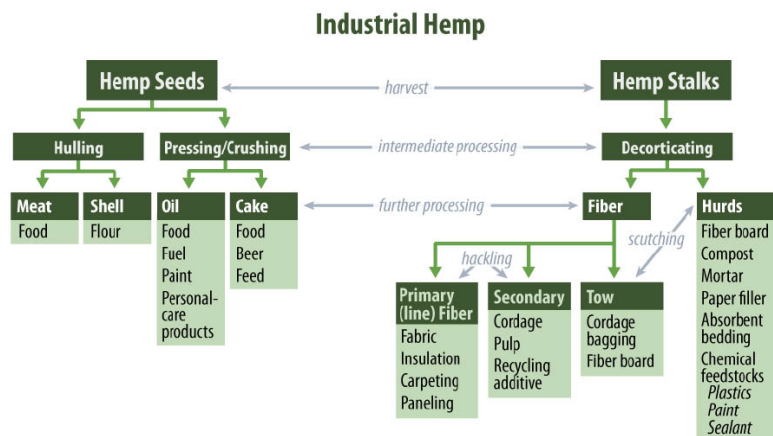 Industrial Hemp
Hemp Seeds
harvest
Hemp Stalks
Hulling
Pressing/Crushing
intermediate processing
Decorticating
Meat
Food
Shell
Flour
Oil
Food
Fuel
Paint
Personal-
care
products
Cake
Food
Beer
Feed
further processing
Fiber
Hurds
Fiber board
Compost
Mortar
Paper filler
Absorbent
bedding
Chemical
feedstocks
Plastics
Paint
Sealant
scutching
hackling
Primary
(line) Fiber
Fabric
Insulation
Carpeting
Paneling
Secondary
Cordage
Pulp
Recycling
additive
Tow
Cordage
bagging
Fiber board